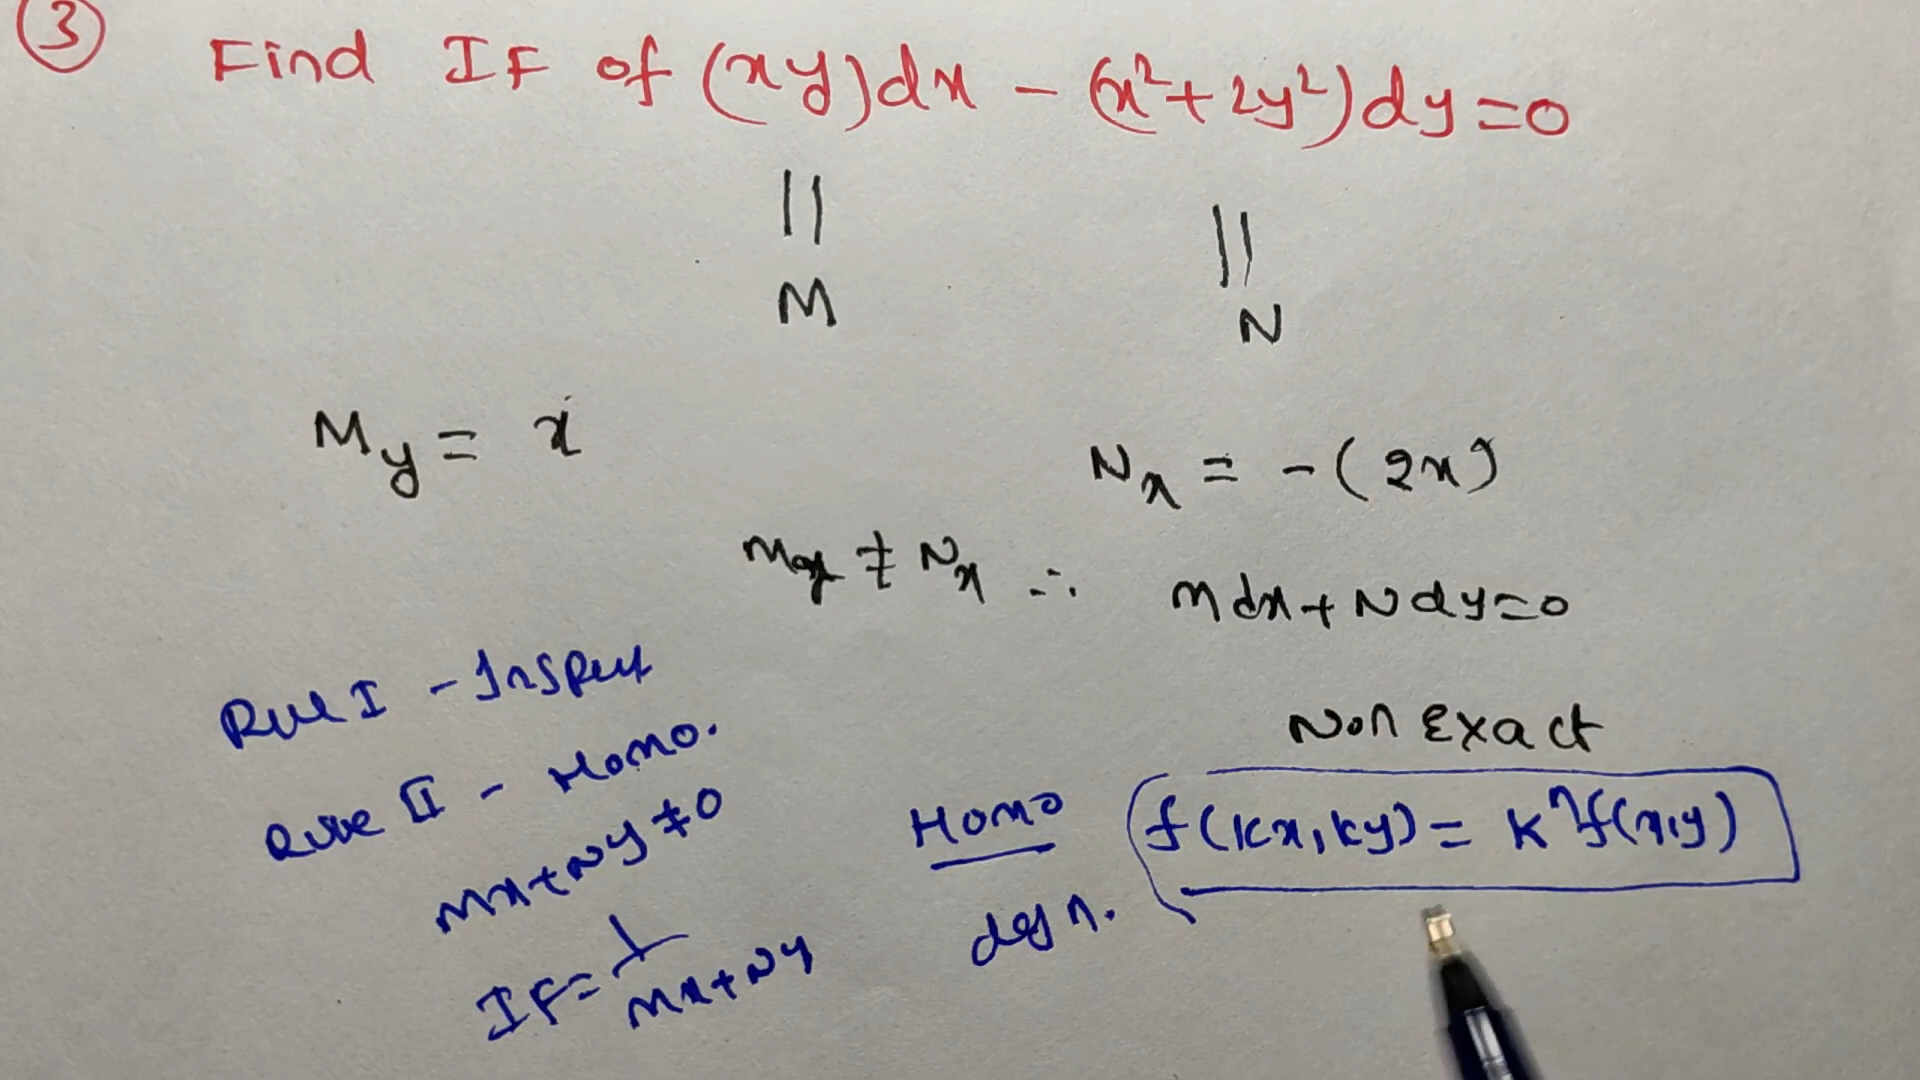 ③ Find IF of (xy)dx - (x²+2y²)dy=0
|| ||
M N
My = x Nx = -(2x)
My ≠ Nx ∴ Mdx+Ndy=0
Non Exact
Rule I - Inspect
Rule II - Homo.
Mx+Ny≠0
IF= 1/Mx+Ny
Homo f(kx,ky)= kⁿf(x,y)
deg n.